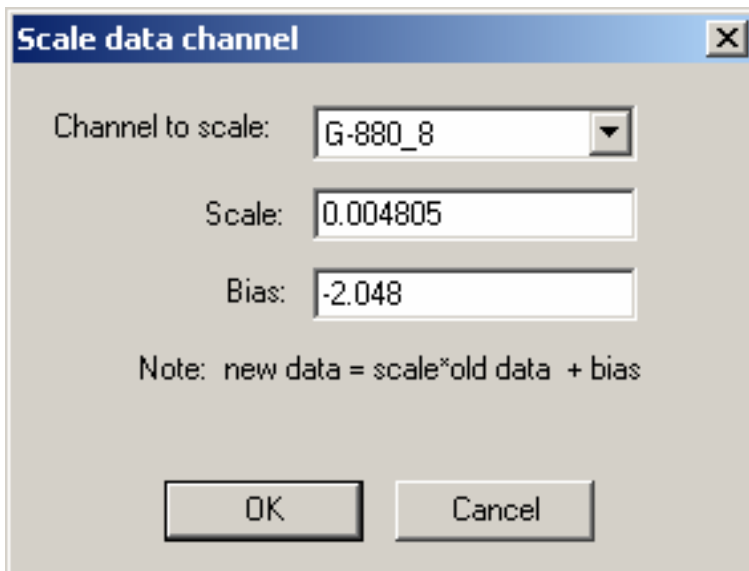 Scale data channel
Channel to scale: G-880_8
Scale: 0.004805
Bias: -2.048
Note:  new data = scale*old data  + bias
OK Cancel